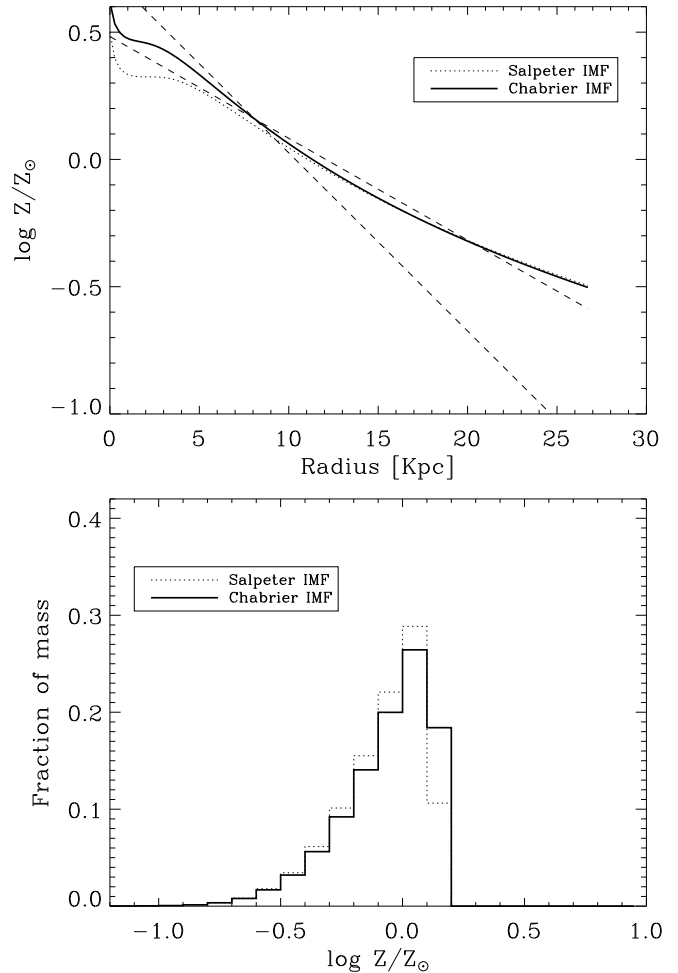 0.5
0.0
−0.5
−1.0
log Z/Z⊙
Salpeter IMF
Chabrier IMF
0 5 10 15 20 25 30
Radius [Kpc]
0.4
0.3
0.2
0.1
0.0
Fraction of mass
Salpeter IMF
Chabrier IMF
−1.0 −0.5 0.0 0.5 1.0
log Z/Z⊙